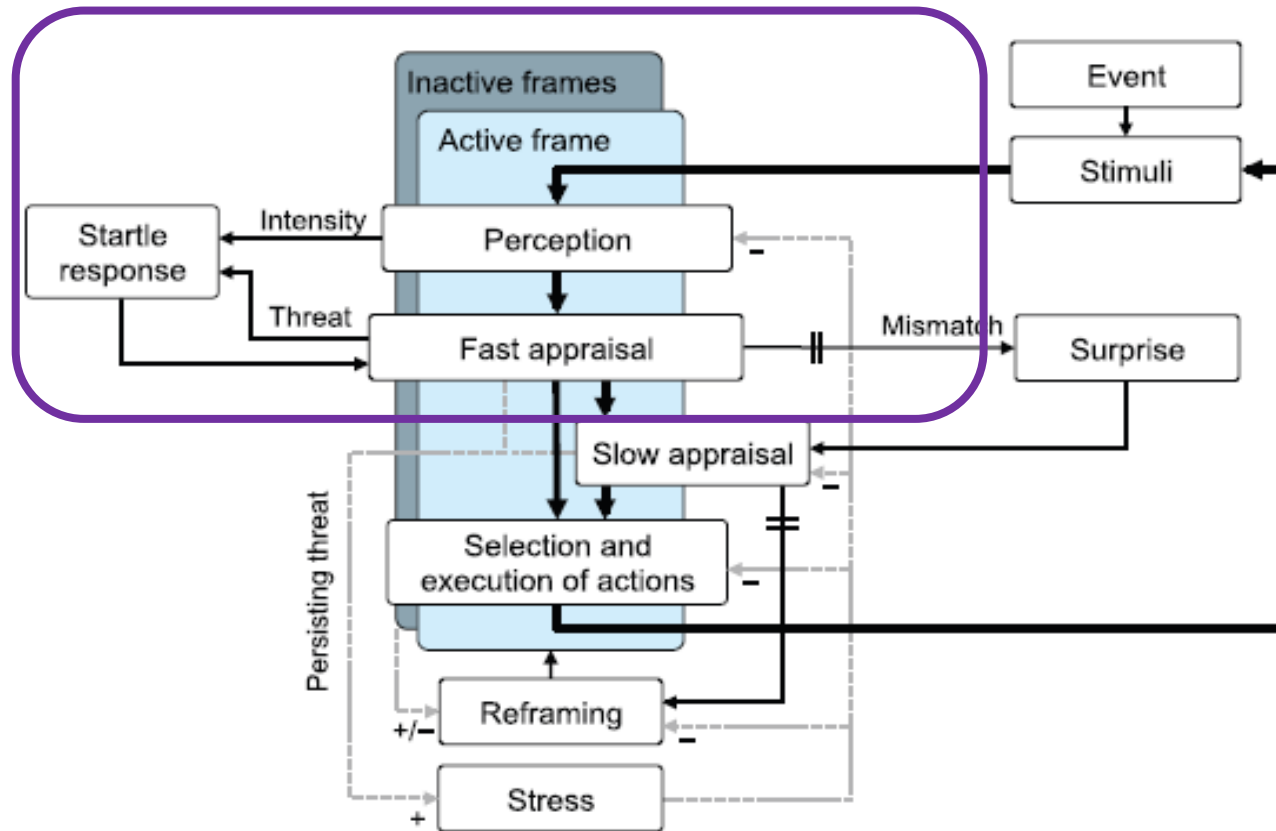 Inactive frames
Event
Active frame
Stimuli
Intensity
Startle
response
Perception
–
Threat
Mismatch
Fast appraisal
Surprise
Slow appraisal
–
Persisting threat
Selection and
execution of actions
–
Reframing
+/–
–
Stress
+